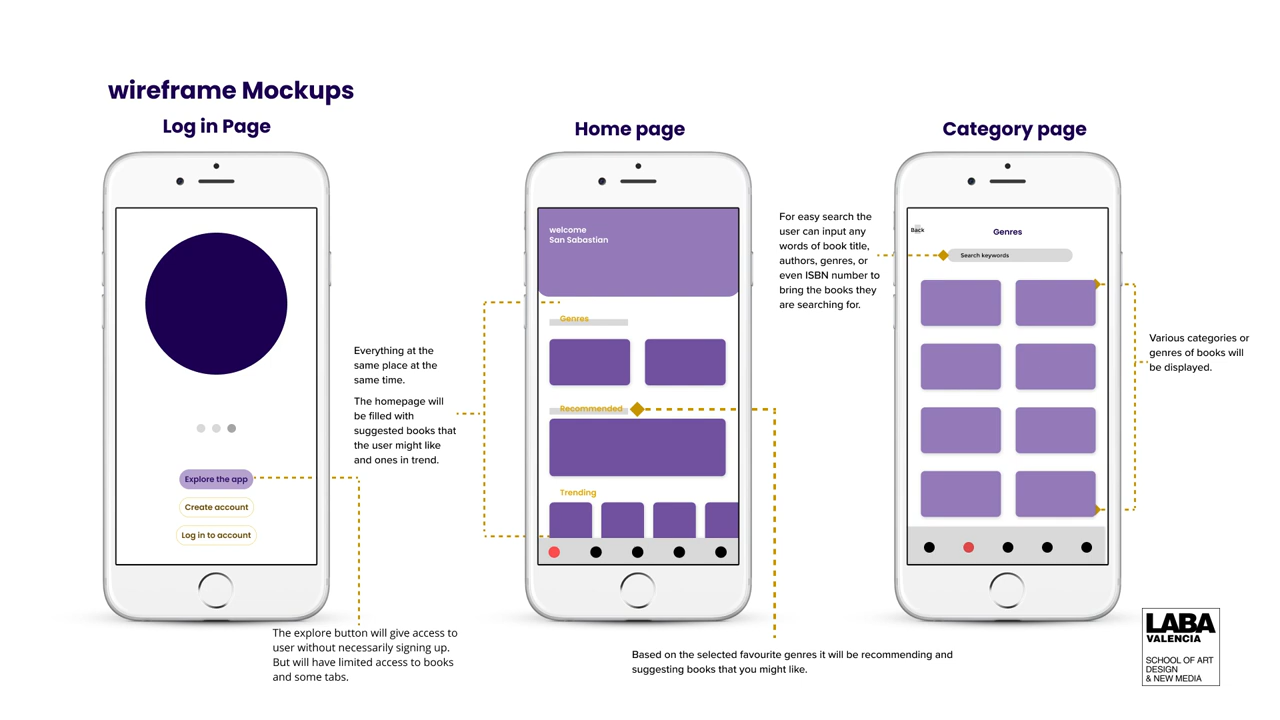 wireframe Mockups
Log in Page
Explore the app
Create account
Log in to account
The explore button will give access to
user without necessarily signing up.
But will have limited access to books
and some tabs.
Everything at the
same place at the
same time.
The homepage will
be filled with
suggested books that
the user might like
and ones in trend.
Home page
welcome
San Sabastian
Genres
Recommended
Trending
Based on the selected favourite genres it will be recommending and
suggesting books that you might like.
For easy search the
user can input any
words of book title,
authors, genres, or
even ISBN number to
bring the books they
are searching for.
Category page
Back
Genres
Search keywords
Various categories or
genres of books will
be displayed.
LABA
VALENCIA
SCHOOL OF ART
DESIGN
& NEW MEDIA